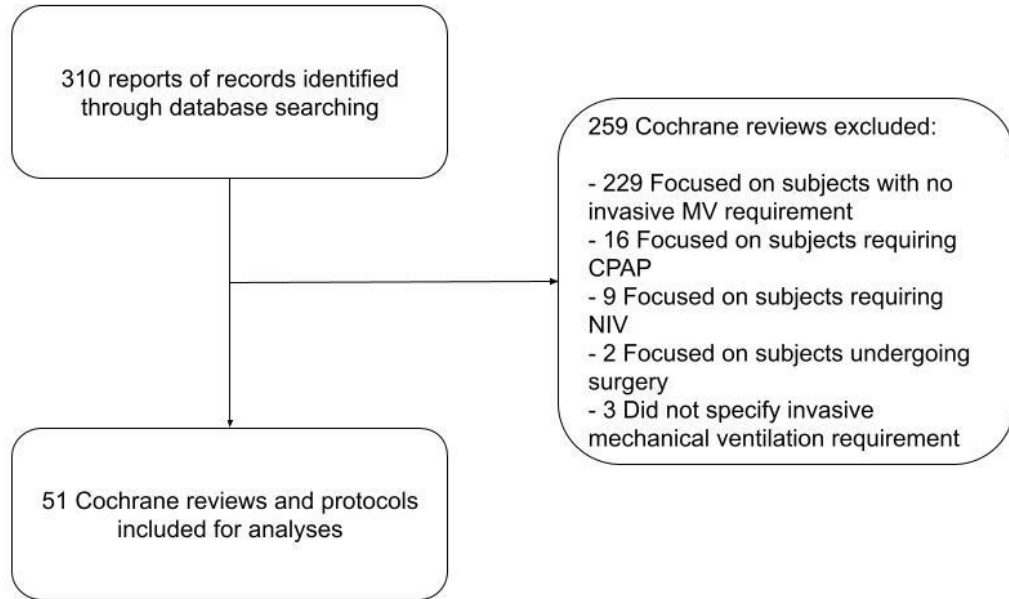 310 reports of records identified
through database searching
259 Cochrane reviews excluded:
- 229 Focused on subjects with no
invasive MV requirement
- 16 Focused on subjects requiring
CPAP
- 9 Focused on subjects requiring
NIV
- 2 Focused on subjects undergoing
surgery
- 3 Did not specify invasive
mechanical ventilation requirement
51 Cochrane reviews and protocols
included for analyses